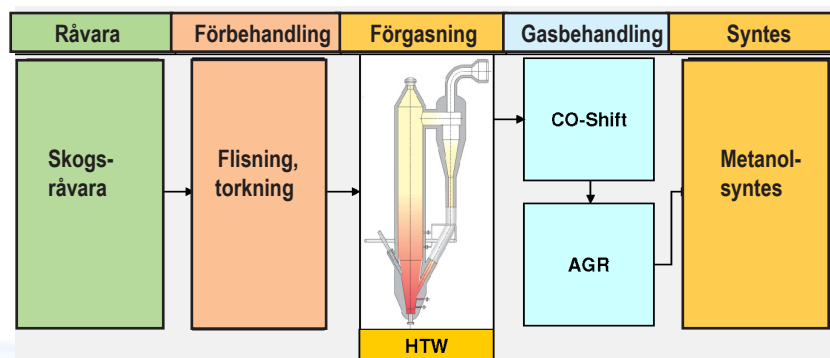 Råvara
Förbehandling
Förgasning
Gasbehandling
Syntes
Skogs-
råvara
Flisning,
torkning
CO-Shift
AGR
Metanol-
syntes
HTW